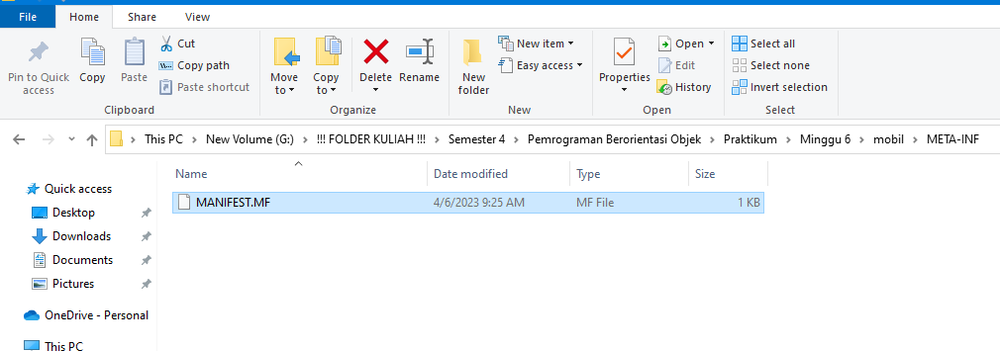 File Home Share View
Pin to Quick access
Copy
Paste
Cut
Copy path
Paste shortcut
Clipboard
Move to
Copy to
Delete
Rename
Organize
New folder
New item
Easy access
New
Properties
Open
Edit
History
Open
Select all
Select none
Invert selection
Select
This PC > New Volume (G:) > !!! FOLDER KULIAH !!! > Semester 4 > Pemrograman Berorientasi Objek > Praktikum > Minggu 6 > mobil > META-INF
Name Date modified Type Size
MANIFEST.MF 4/6/2023 9:25 AM MF File 1 KB
Quick access
Desktop
Downloads
Documents
Pictures
OneDrive - Personal
This PC